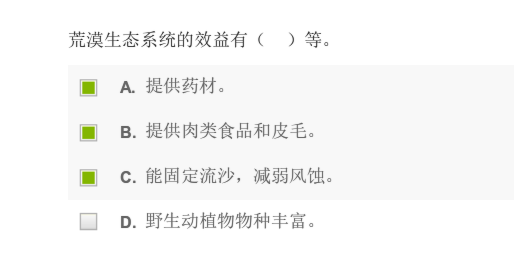 荒漠生态系统的效益有（ ）等。
A. 提供药材。
B. 提供肉类食品和皮毛。
C. 能固定流沙，减弱风蚀。
D. 野生动植物物种丰富。